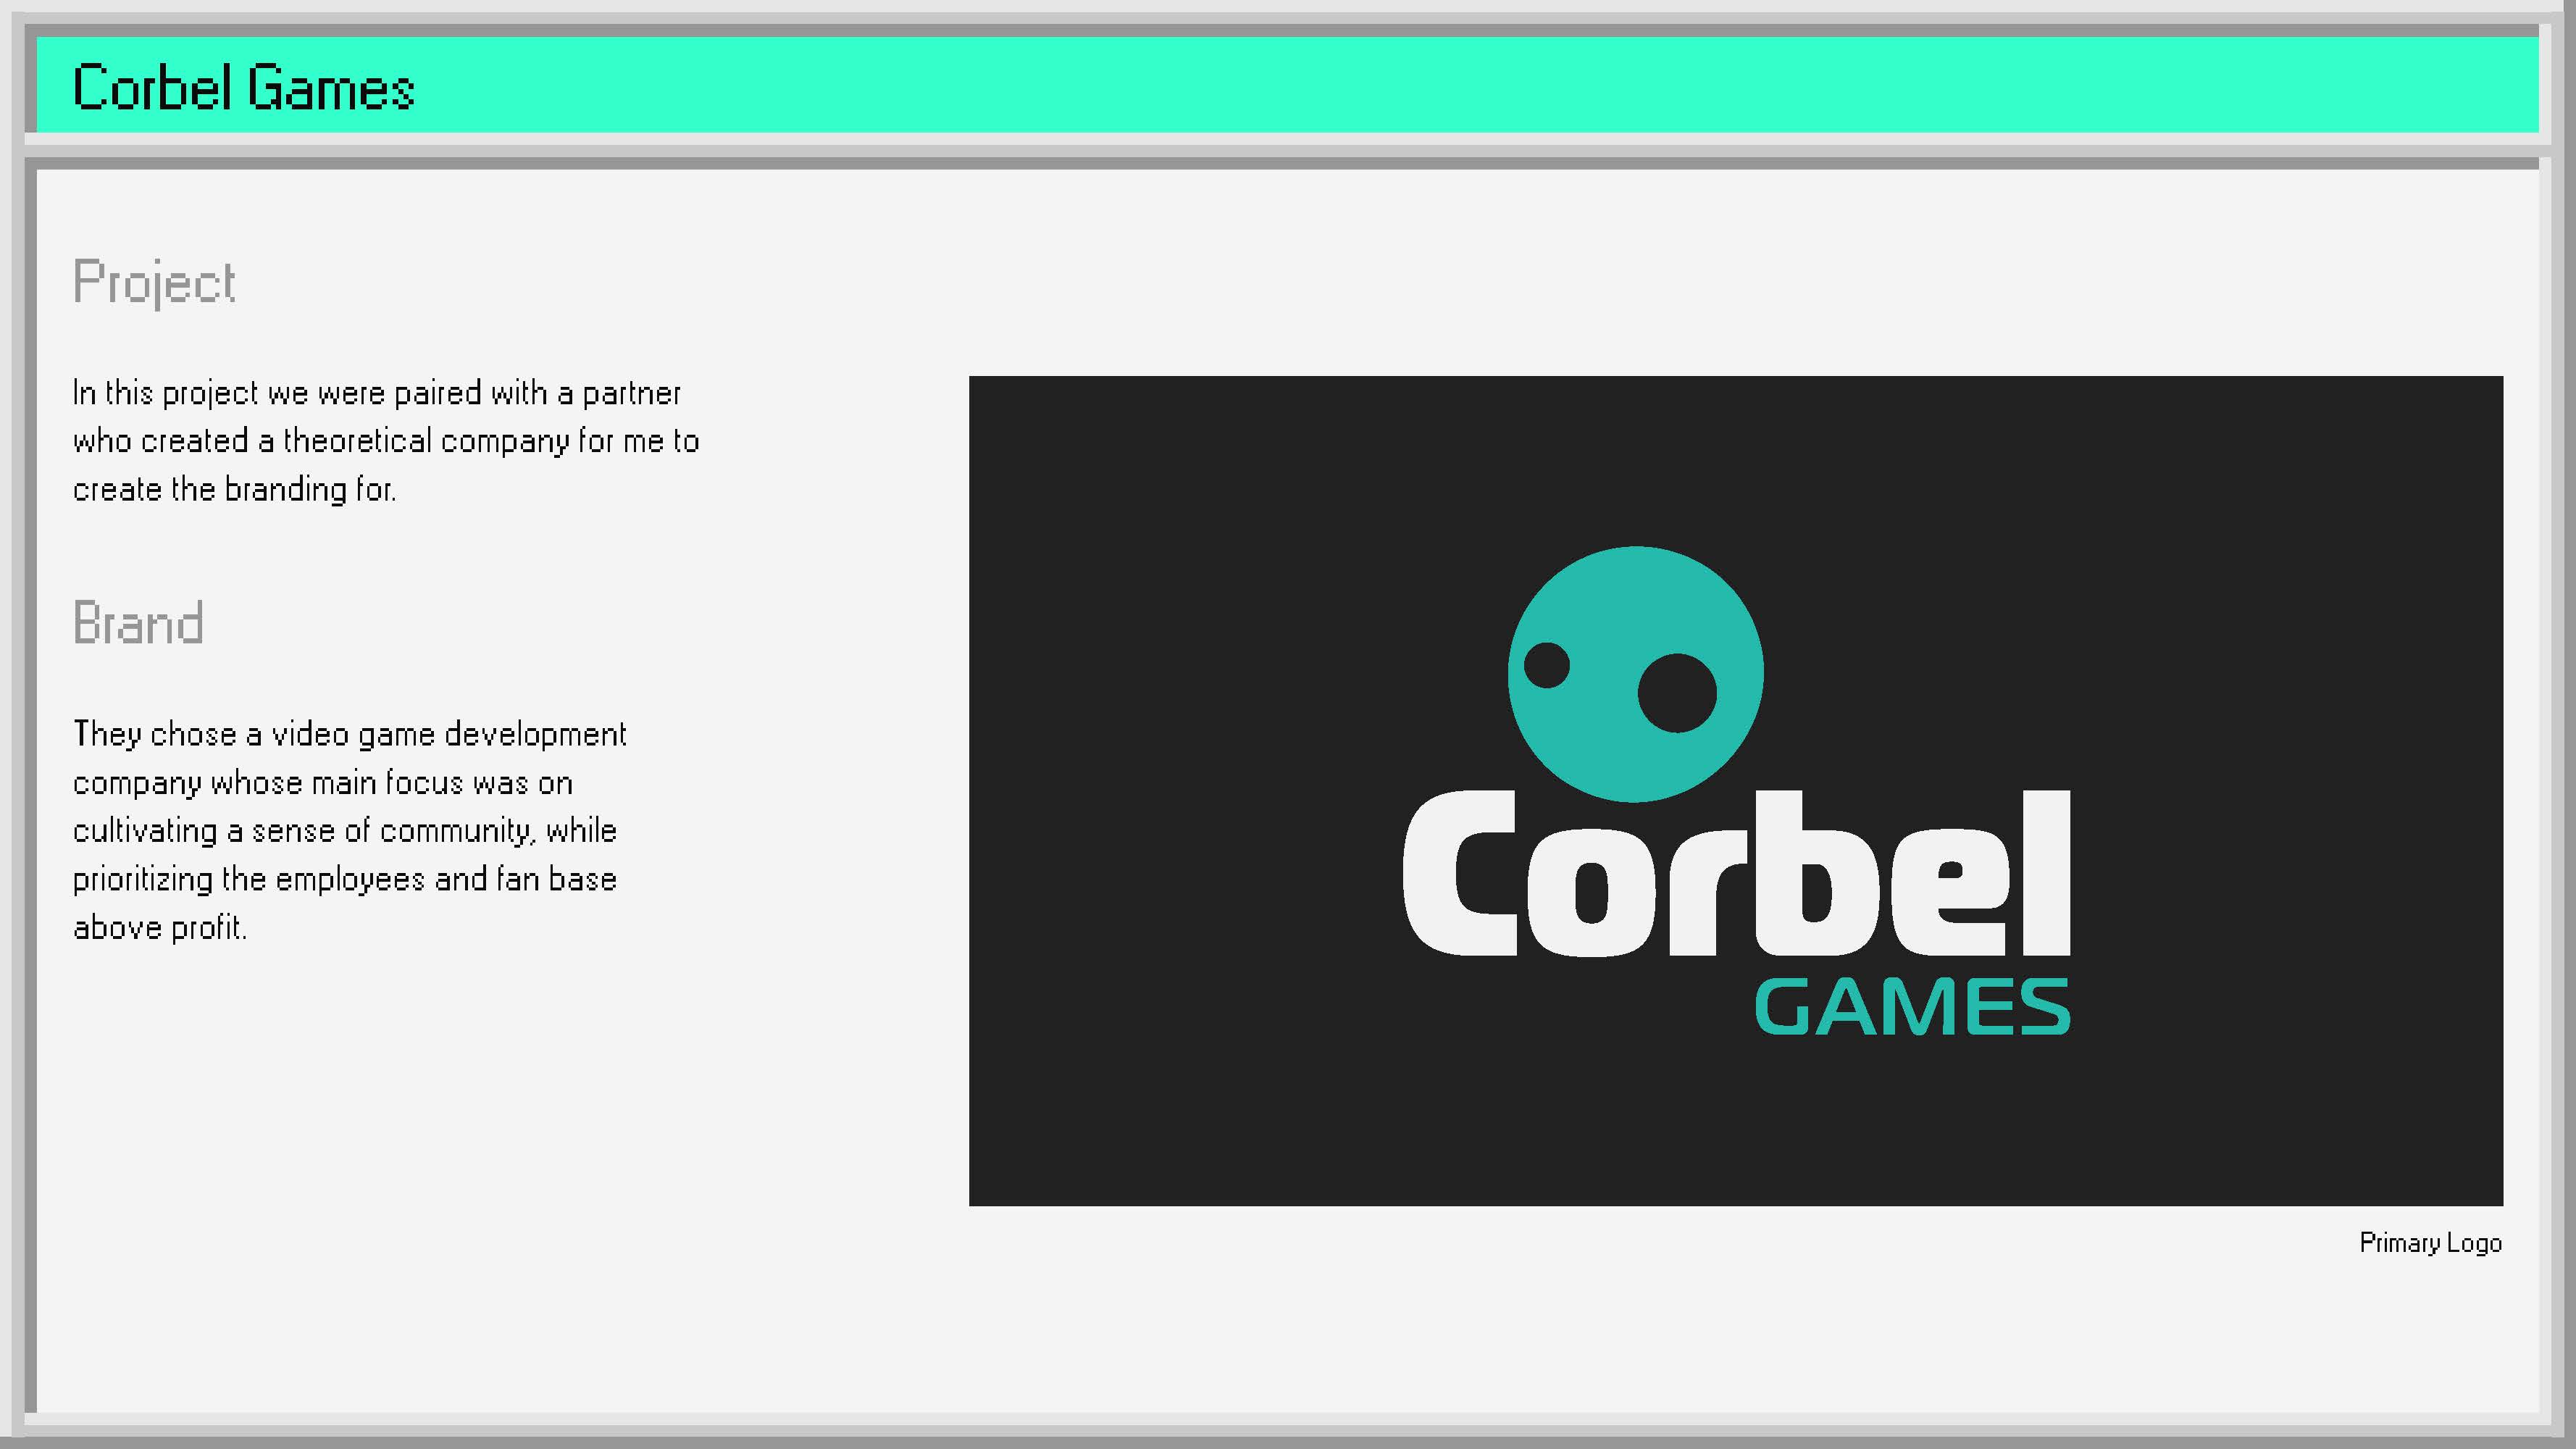 Corbel Games
Project
In this project we were paired with a partner
who created a theoretical company for me to
create the branding for.
Brand
They chose a video game development
company whose main focus was on
cultivating a sense of community, while
prioritizing the employees and fan base
above profit.
Corbel
GAMES
Primary Logo